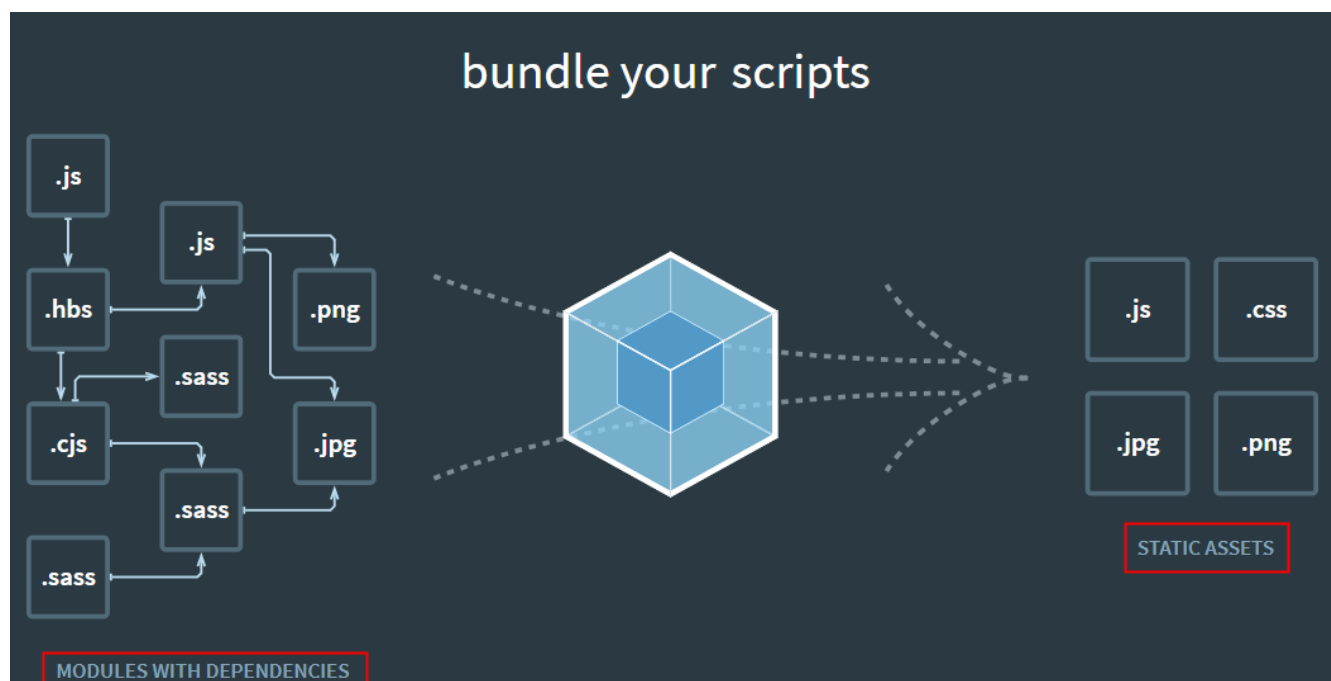 bundle your scripts
.js
.js
.hbs
.png
.sass
.cjs
.jpg
.sass
.sass
MODULES WITH DEPENDENCIES
.js
.css
.jpg
.png
STATIC ASSETS